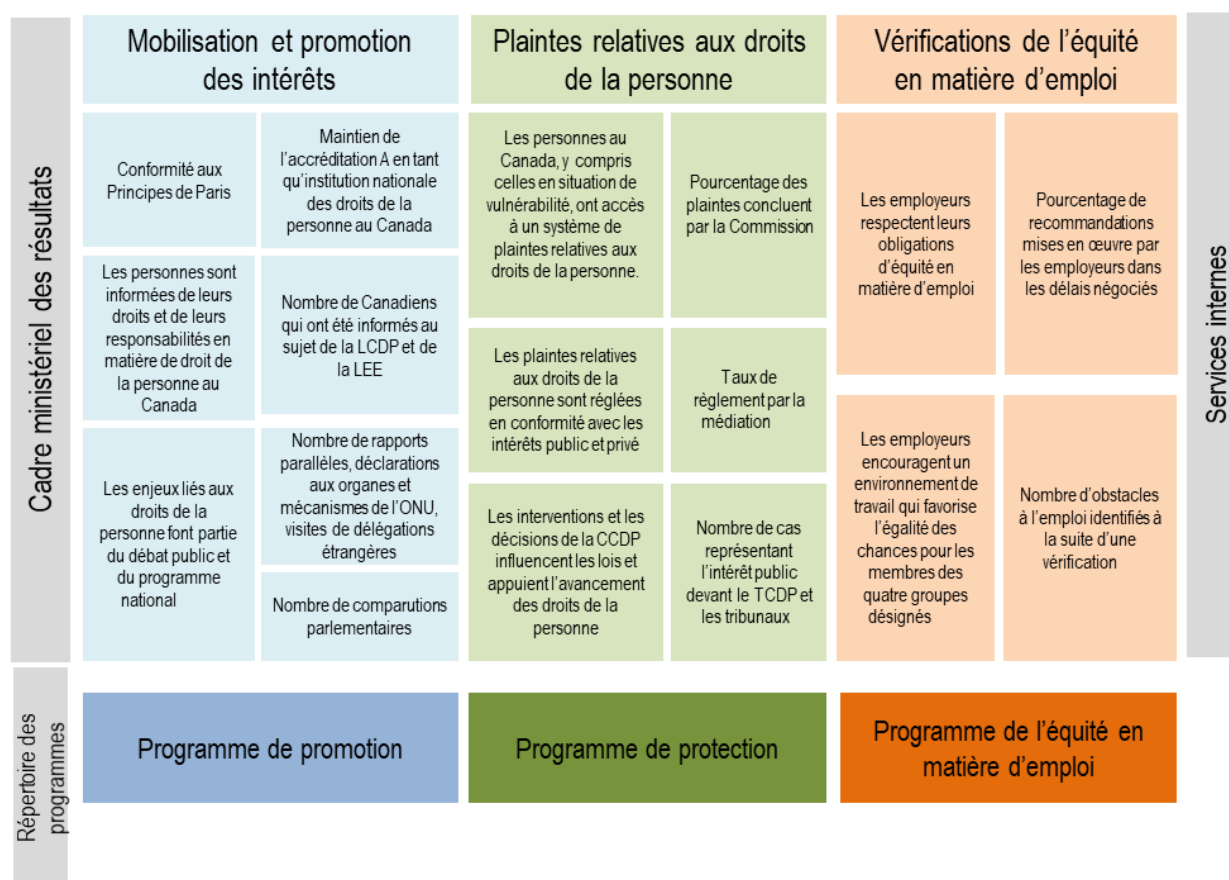 Cadre ministériel des résultats
Mobilisation et promotion
des intérêts
Conformité aux
Principes de Paris
Maintien de
l'accréditation A en tant
qu'institution nationale
des droits de la
personne au Canada
Les personnes sont
informées de leurs
droits et de leurs
responsabilités en
matière de droit de
la personne au
Canada
Nombre de Canadiens
qui ont été informés au
sujet de la LCDP et de
la LEE
Les enjeux liés aux
droits de la
personne font partie
du débat public et
du programme
national
Nombre de rapports
parallèles, déclarations
aux organes et
mécanismes de l'ONU,
visites de délégations
étrangères
Nombre de comparutions
parlementaires
Plaintes relatives aux droits
de la personne
Les personnes au
Canada, y compris
celles en situation de
vulnérabilité, ont accès
à un système de
plaintes relatives aux
droits de la personne.
Pourcentage des
plaintes concluent
par la Commission
Les plaintes relatives
aux droits de la
personne sont réglées
en conformité avec les
intérêts public et privé
Taux de
règlement par la
médiation
Les interventions et les
décisions de la CCDP
influencent les lois et
appuient l'avancement
des droits de la
personne
Nombre de cas
représentant
l'intérêt public
devant le TCDP et
les tribunaux
Vérifications de l'équité
en matière d'emploi
Les employeurs
respectent leurs
obligations
d'équité en
matière d'emploi
Pourcentage de
recommandations
mises en œuvre par
les employeurs dans
les délais négociés
Les employeurs
encouragent un
environnement de
travail qui favorise
l'égalité des
chances pour les
membres des
quatre groupes
désignés
Nombre d'obstacles
à l'emploi identifiés à
la suite d'une
vérification
Services internes
Répertoire des
programmes
Programme de promotion
Programme de protection
Programme de l'équité en
matière d'emploi